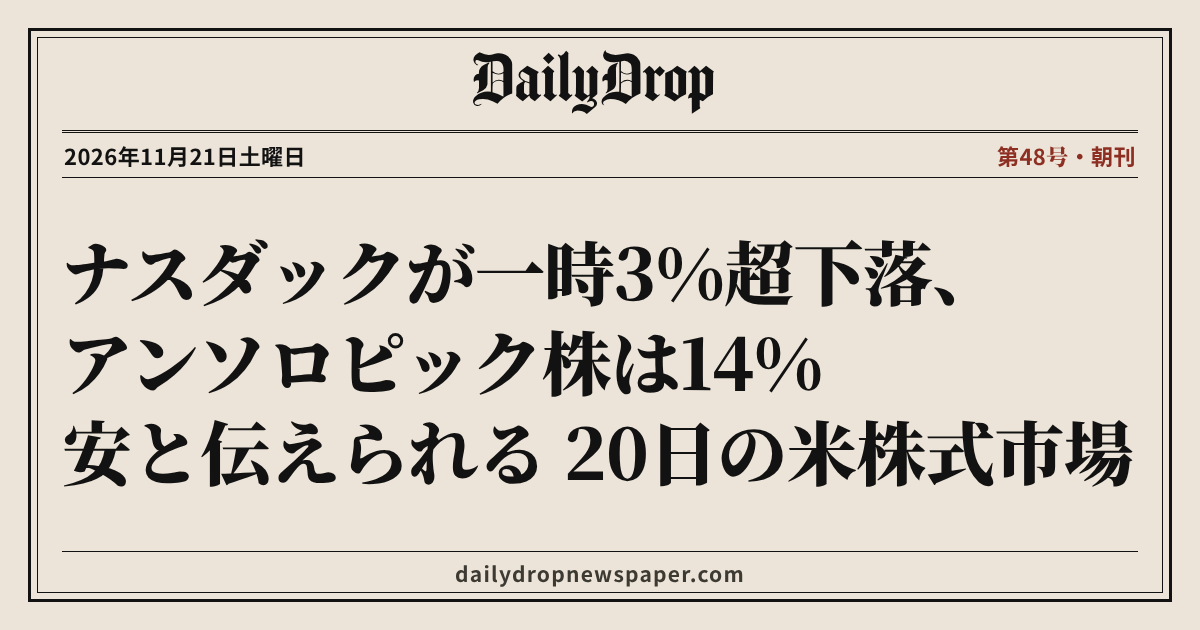 DailyDrop
2026年11月21日土曜日
第48号・朝刊
ナスダックが一時3%超下落、
アンソロピック株は14%
安と伝えられる 20日の米株式市場
dailydropnewspaper.com